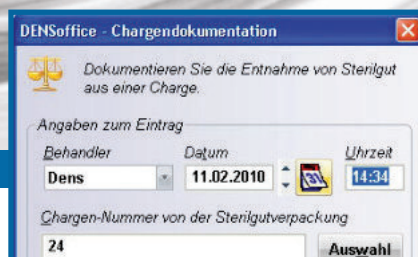 DENSoffice - Chargendokumentation
Dokumentieren Sie die Entnahme von Sterilgut
aus einer Charge.
Angaben zum Eintrag
Behandler Datum Uhrzeit
Dens 11.02.2010 31 14:34
Chargen-Nummer von der Sterilgutverpackung
24 Auswahl